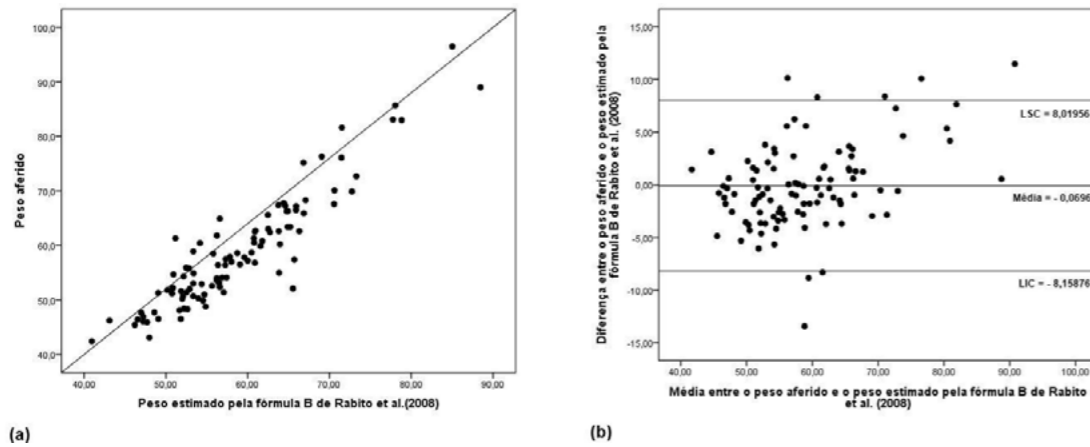 Peso aferido
100,0
90,0
80,0
70,0
60,0
50,0
40,0
40,00 50,00 60,00 70,00 80,00 90,00
Peso estimado pela fórmula B de Rabito et al.(2008)
(a)
Diferença entre o peso aferido e o peso estimado pela
fórmula B de Rabito et al. (2008)
15,00
10,00
5,00
,00
-5,00
-10,00
-15,00
LSC = 8,01956
Média = - 0,0696
LIC = - 8,15876
40,00 50,00 60,00 70,00 80,00 90,00 100,00
Média entre o peso aferido e o peso estimado pela fórmula B de Rabito
et al. (2008)
(b)